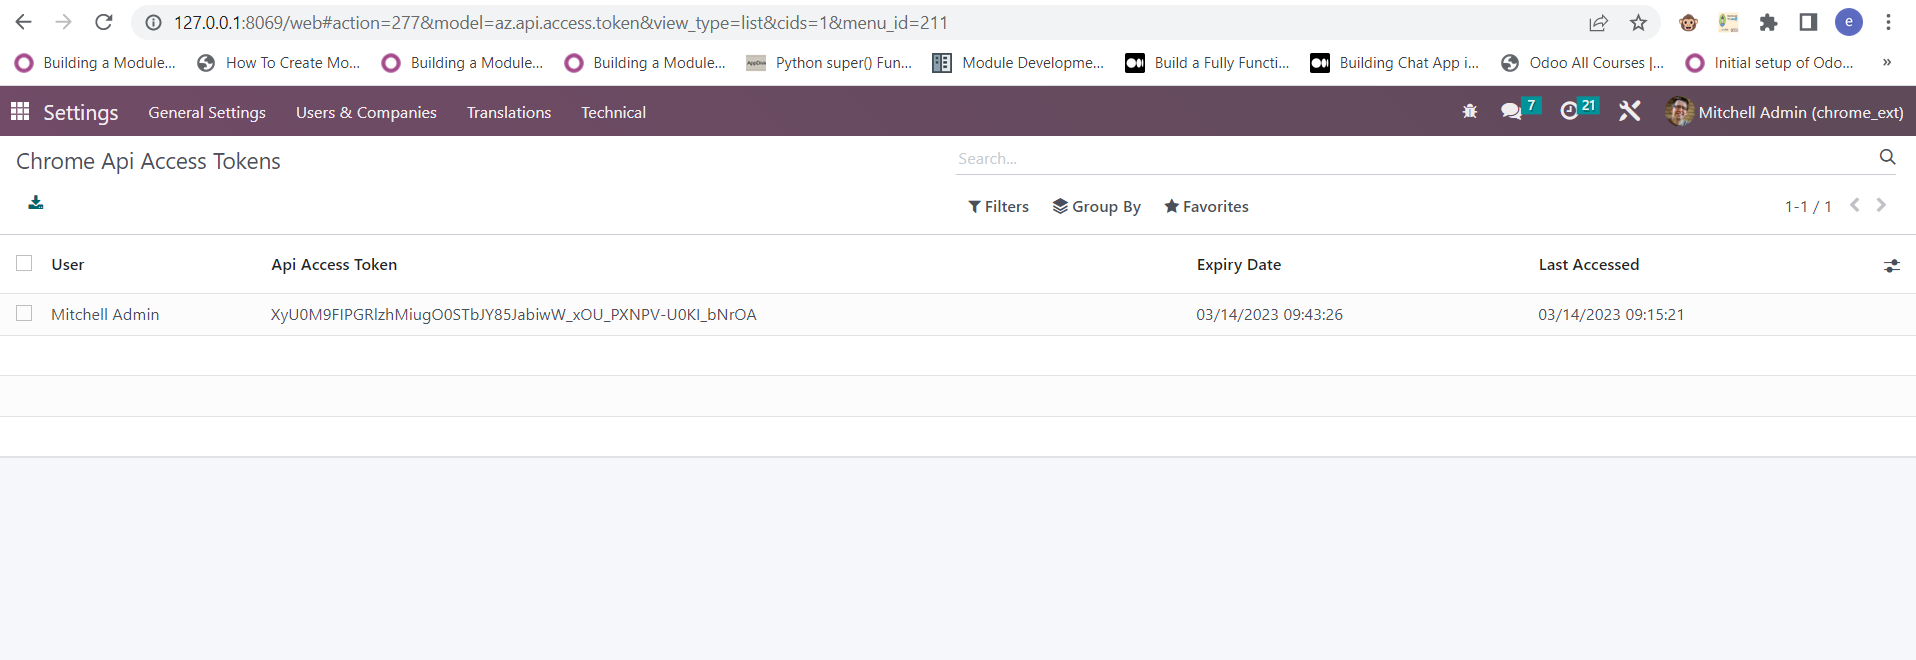 127.0.0.1:8069/web#action=277&model=az.api.access.token&view_type=list&cids=1&menu_id=211
e
Building a Module... How To Create Mo... Building a Module... Building a Module... AppDiv Python super() Fun... Module Developme... Build a Fully Functi... Building Chat App i... Odoo All Courses |... Initial setup of Odo... »
Settings General Settings Users & Companies Translations Technical 7 21 Mitchell Admin (chrome_ext)
Chrome Api Access Tokens Search...
Filters Group By Favorites 1-1 / 1
User Api Access Token Expiry Date Last Accessed
Mitchell Admin XyU0M9FIPGRlzhMiugO0STbJY85JabiwW_xOU_PXNPV-U0KI_bNrOA 03/14/2023 09:43:26 03/14/2023 09:15:21